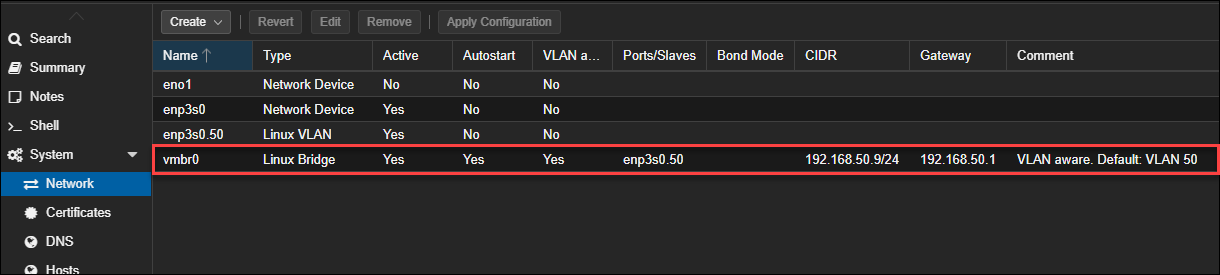 Create Revert Edit Remove Apply Configuration
Search
Summary
Notes
Shell
System
Network
Certificates
DNS
Hosts
Name Type Active Autostart VLAN a... Ports/Slaves Bond Mode CIDR Gateway Comment
eno1 Network Device No No No
enp3s0 Network Device Yes No No
enp3s0.50 Linux VLAN Yes No No
vmbr0 Linux Bridge Yes Yes Yes enp3s0.50 192.168.50.9/24 192.168.50.1 VLAN aware. Default: VLAN 50